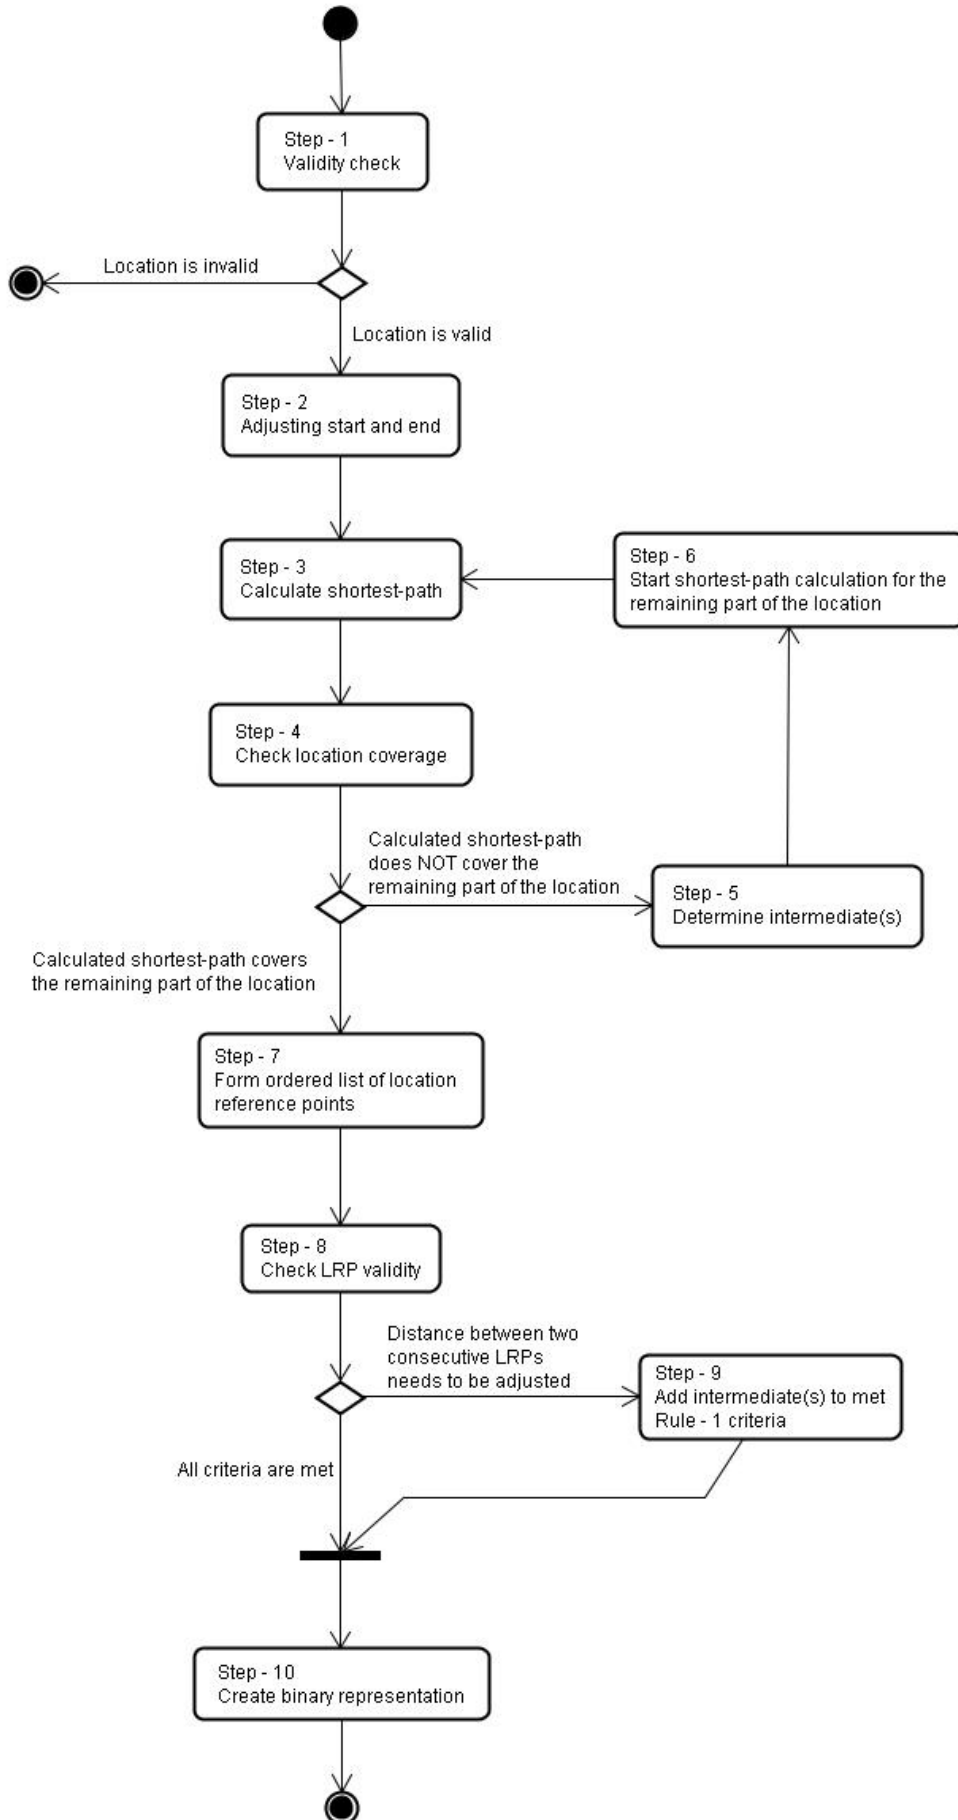 Step - 1
Validity check
Location is invalid
Location is valid
Step - 2
Adjusting start and end
Step - 3
Calculate shortest-path
Step - 6
Start shortest-path calculation for the
remaining part of the location
Step - 4
Check location coverage
Calculated shortest-path
does NOT cover the
remaining part of the location
Step - 5
Determine intermediate(s)
Calculated shortest-path covers
the remaining part of the location
Step - 7
Form ordered list of location
reference points
Step - 8
Check LRP validity
Distance between two
consecutive LRPs
needs to be adjusted
Step - 9
Add intermediate(s) to met
Rule - 1 criteria
All criteria are met
Step - 10
Create binary representation